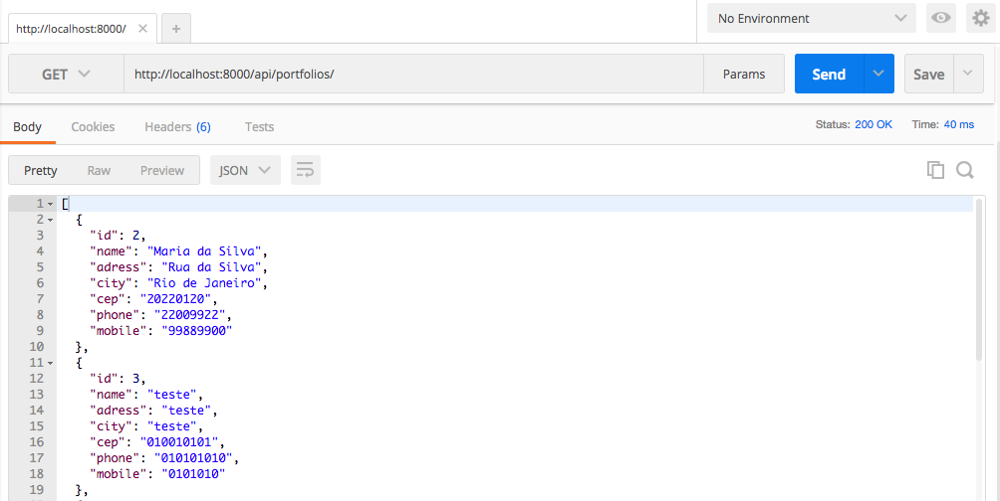 http://localhost:8000/
No Environment
GET http://localhost:8000/api/portfolios/ Params Send Save
Body Cookies Headers (6) Tests Status: 200 OK Time: 40 ms
Pretty Raw Preview JSON
1 [
2 {
3 "id": 2,
4 "name": "Maria da Silva",
5 "adress": "Rua da Silva",
6 "city": "Rio de Janeiro",
7 "cep": "20220120",
8 "phone": "22009922",
9 "mobile": "99889900"
10 },
11 {
12 "id": 3,
13 "name": "teste",
14 "adress": "teste",
15 "city": "teste",
16 "cep": "010010101",
17 "phone": "010101010",
18 "mobile": "0101010"
19 },